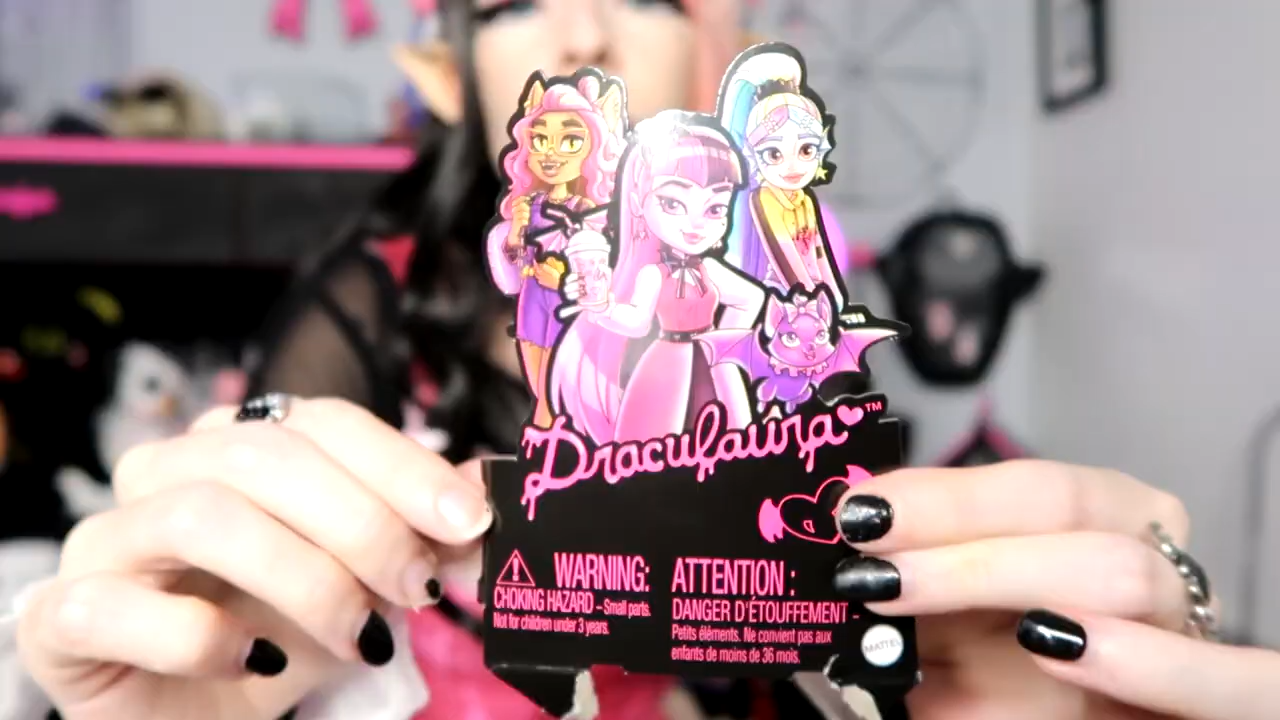 Draculaura™
WARNING:
CHOKING HAZARD – Small parts.
Not for children under 3 years.
ATTENTION :
DANGER D'ÉTOUFFEMENT –
Petits éléments. Ne convient pas aux
enfants de moins de 36 mois.
MATTEL